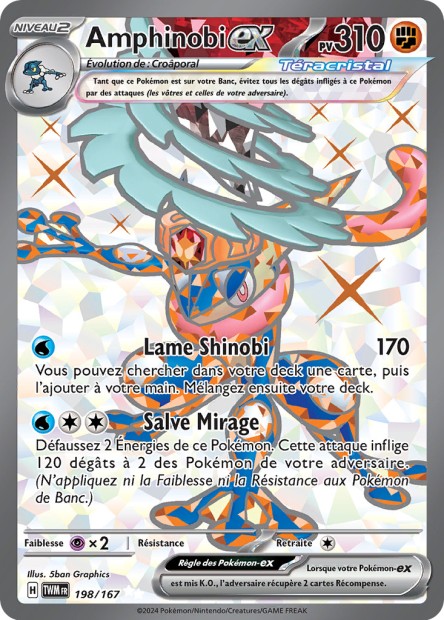 NIVEAU2 Amphinobi ex PV310
Évolution de : Croâporal
Téracristal
Tant que ce Pokémon est sur votre Banc, évitez tous les dégâts infligés à ce Pokémon
par des attaques (les vôtres et celles de votre adversaire).
Lame Shinobi 170
Vous pouvez chercher dans votre deck une carte, puis
l'ajouter à votre main. Mélangez ensuite votre deck.
Salve Mirage
Défaussez 2 Énergies de ce Pokémon. Cette attaque inflige
120 dégâts à 2 des Pokémon de votre adversaire.
(N'appliquez ni la Faiblesse ni la Résistance aux Pokémon
de Banc.)
Faiblesse ×2 Résistance Retraite
Illus. 5ban Graphics
H TWM FR 198/167
Règle des Pokémon-ex Lorsque votre Pokémon-ex
est mis K.O., l'adversaire récupère 2 cartes Récompense.
©2024 Pokémon/Nintendo/Creatures/GAME FREAK